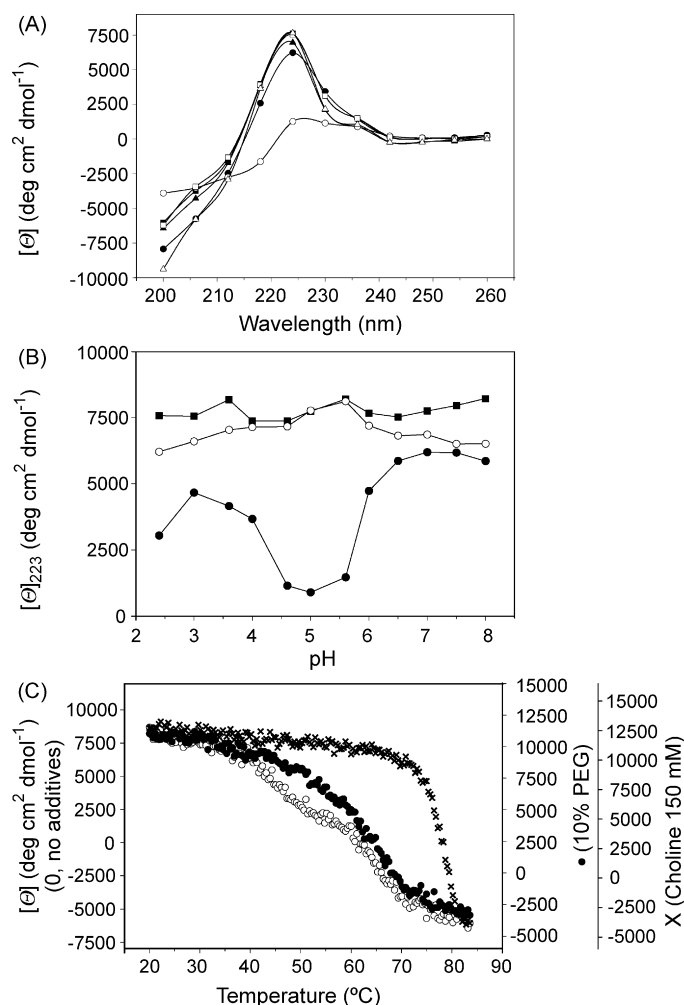 (A)
7500
5000
2500
0
-2500
-5000
-7500
-10000
[Θ] (deg cm² dmol⁻¹)
200 210 220 230 240 250 260
Wavelength (nm)
(B)
10000
7500
5000
2500
0
[Θ]₂₂₃ (deg cm² dmol⁻¹)
2 3 4 5 6 7 8
pH
(C)
10000
7500
5000
2500
0
-2500
-5000
-7500
[Θ] (deg cm² dmol⁻¹)
(0, no additives)
15000
12500
10000
7500
5000
2500
0
-2500
-5000
● (10% PEG)
15000
12500
10000
7500
5000
2500
0
-2500
-5000
X (Choline 150 mM)
20 30 40 50 60 70 80 90
Temperature (ºC)